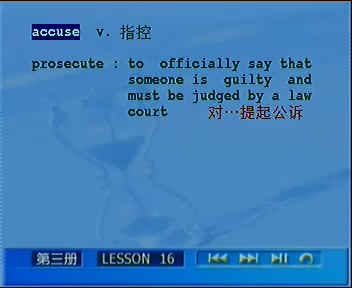 accuse v. 指控
prosecute : to officially say that
someone is guilty and
must be judged by a law
court 对…提起公诉
第三册 LESSON 16